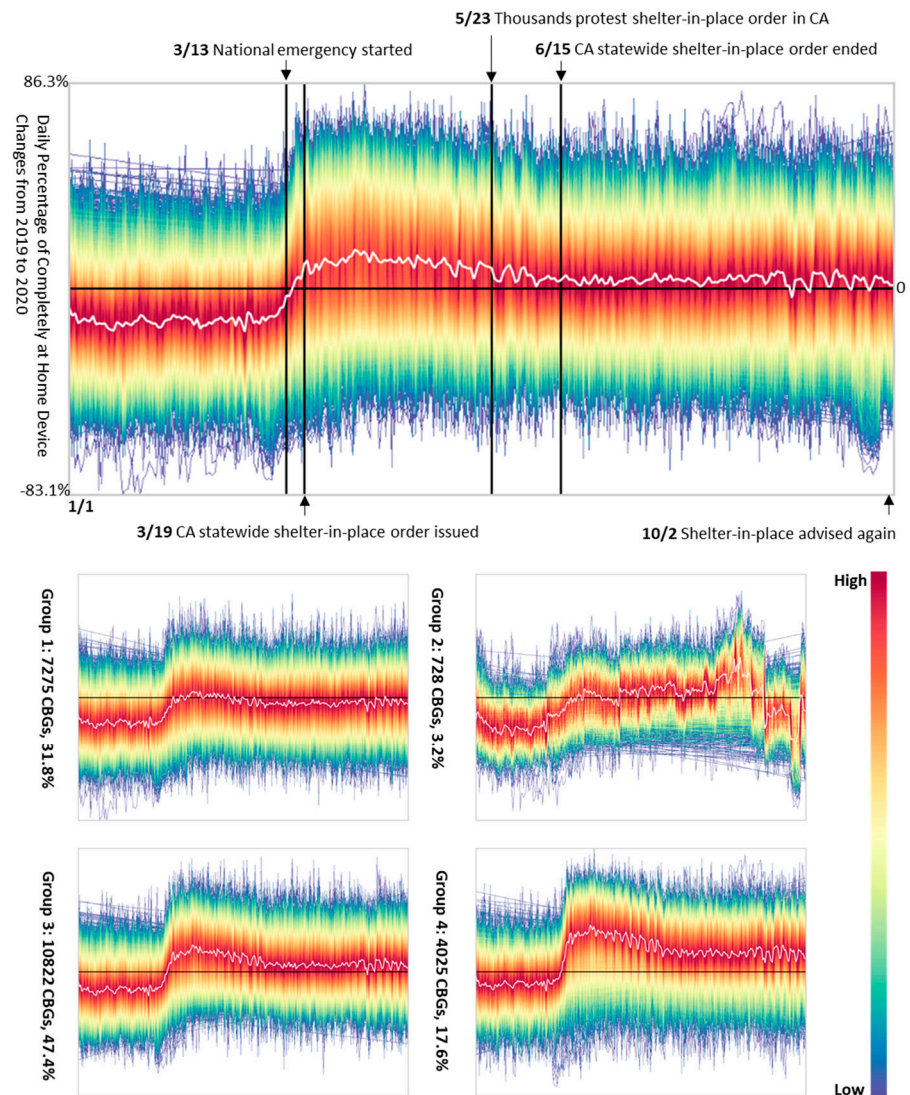 5/23 Thousands protest shelter-in-place order in CA
3/13 National emergency started
6/15 CA statewide shelter-in-place order ended
86.3%
Daily Percentage of Completely at Home Device
Changes from 2019 to 2020
0
-83.1%
1/1
3/19 CA statewide shelter-in-place order issued
10/2 Shelter-in-place advised again
Group 1: 7275 CBGs, 31.8%
Group 2: 728 CBGs, 3.2%
High
Group 3: 10822 CBGs, 47.4%
Group 4: 4025 CBGs, 17.6%
Low